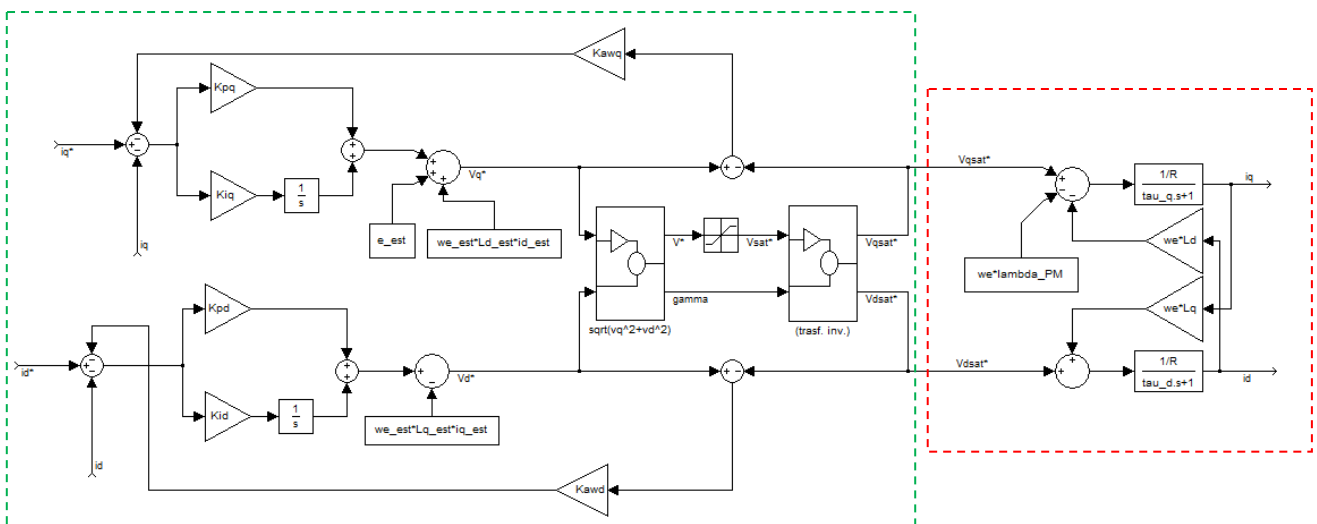 Kawq
Kpq
iq*
Kiq
1
s
Vq*
iq
e_est
we_est*Ld_est*id_est
V*
Vsat*
Vqsat*
gamma
Vdsat*
sqrt(vq^2+vd^2)
(trasf. inv.)
Kpd
id*
Vd*
Kid
1
s
we_est*Lq_est*iq_est
id
Kawd
Vqsat*
1/R
tau_q.s+1
iq
we*Ld
we*lambda_PM
we*Lq
Vdsat*
1/R
tau_d.s+1
id